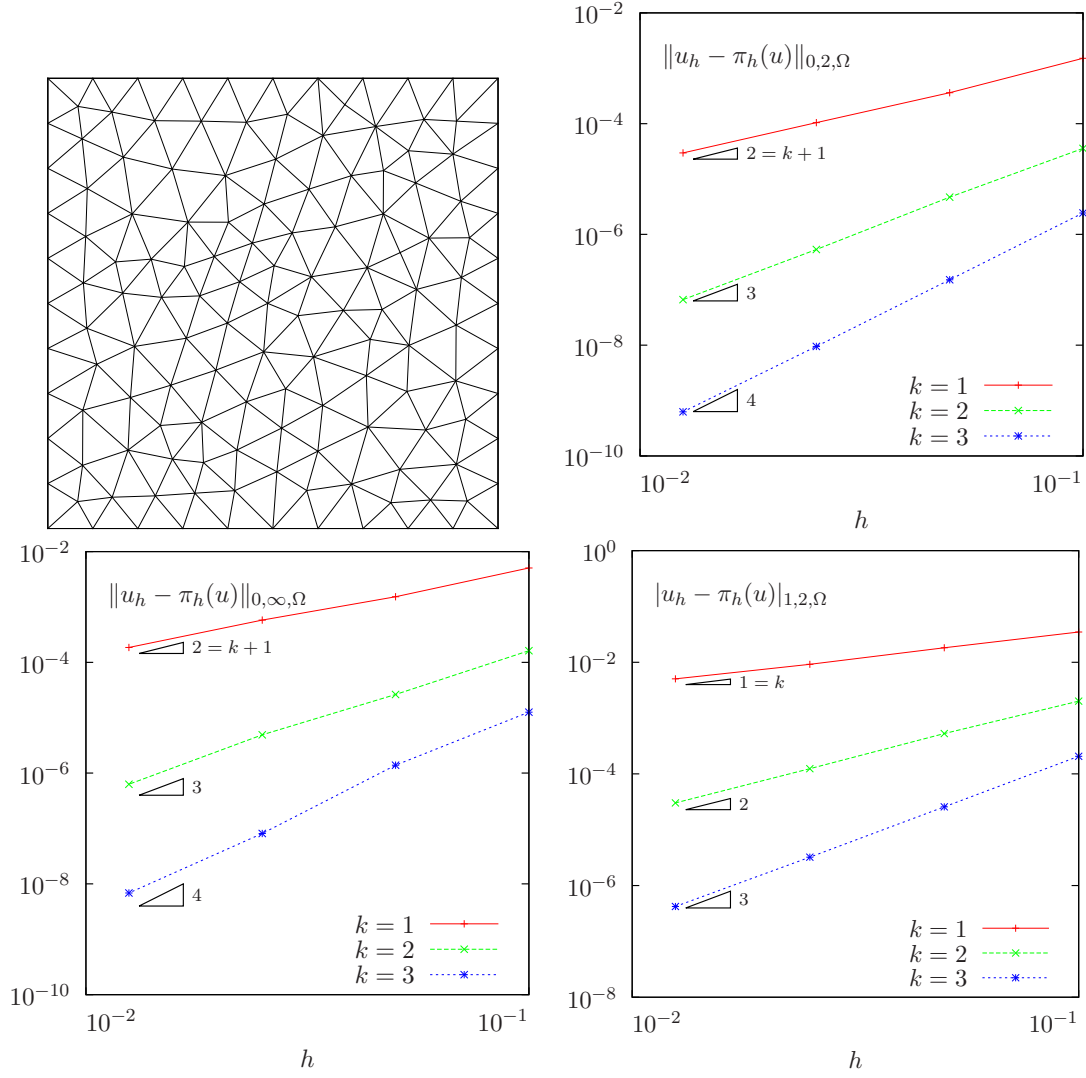 10^{-2}
‖u_h − π_h(u)‖_{0,2,Ω}
10^{-4}
2 = k + 1
10^{-6}
3
10^{-8}
4
k = 1
k = 2
k = 3
10^{-10}
10^{-2}
10^{-1}
h
10^{-2}
‖u_h − π_h(u)‖_{0,∞,Ω}
2 = k + 1
10^{-4}
3
10^{-6}
10^{-8}
4
k = 1
k = 2
k = 3
10^{-10}
10^{-2}
10^{-1}
h
10^{0}
|u_h − π_h(u)|_{1,2,Ω}
10^{-2}
1 = k
10^{-4}
2
10^{-6}
3
k = 1
k = 2
k = 3
10^{-8}
10^{-2}
10^{-1}
h